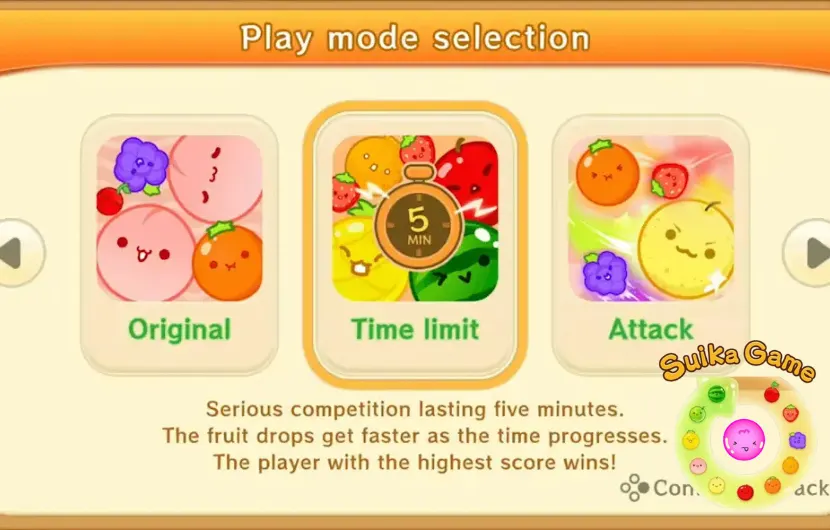 Play mode selection
5
MIN
Original
Time limit
Attack
Suika Game
Serious competition lasting five minutes.
The fruit drops get faster as the time progresses.
The player with the highest score wins!